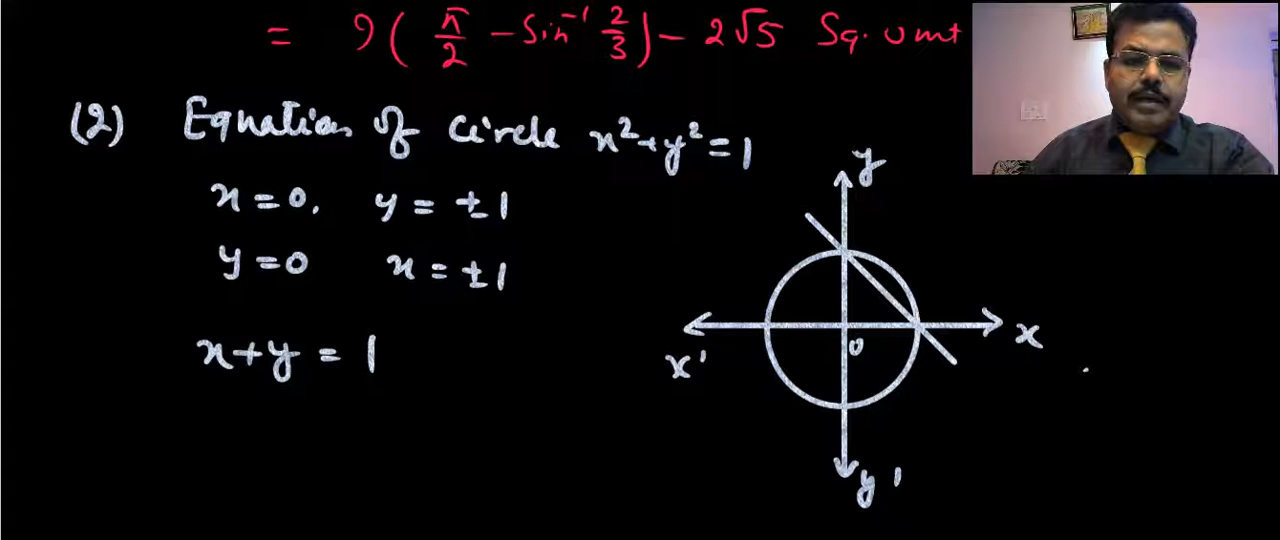 = 9 ( π/2 - Sin⁻¹ 2/3 ) - 2√5 Sq. unit
(2) Equation of circle x²+y²=1
x=0, y = ±1
y=0 x = ±1
x+y = 1
y
x' 0 x
y'